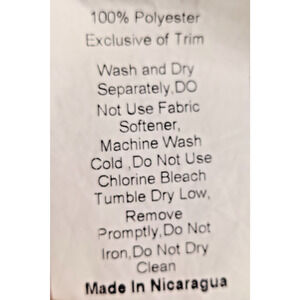 100% Polyester
Exclusive of Trim
Wash and Dry
Separately,DO
Not Use Fabric
Softener,
Machine Wash
Cold ,Do Not Use
Chlorine Bleach
Tumble Dry Low,
Remove
Promptly,Do Not
Iron,Do Not Dry
Clean
Made In Nicaragua